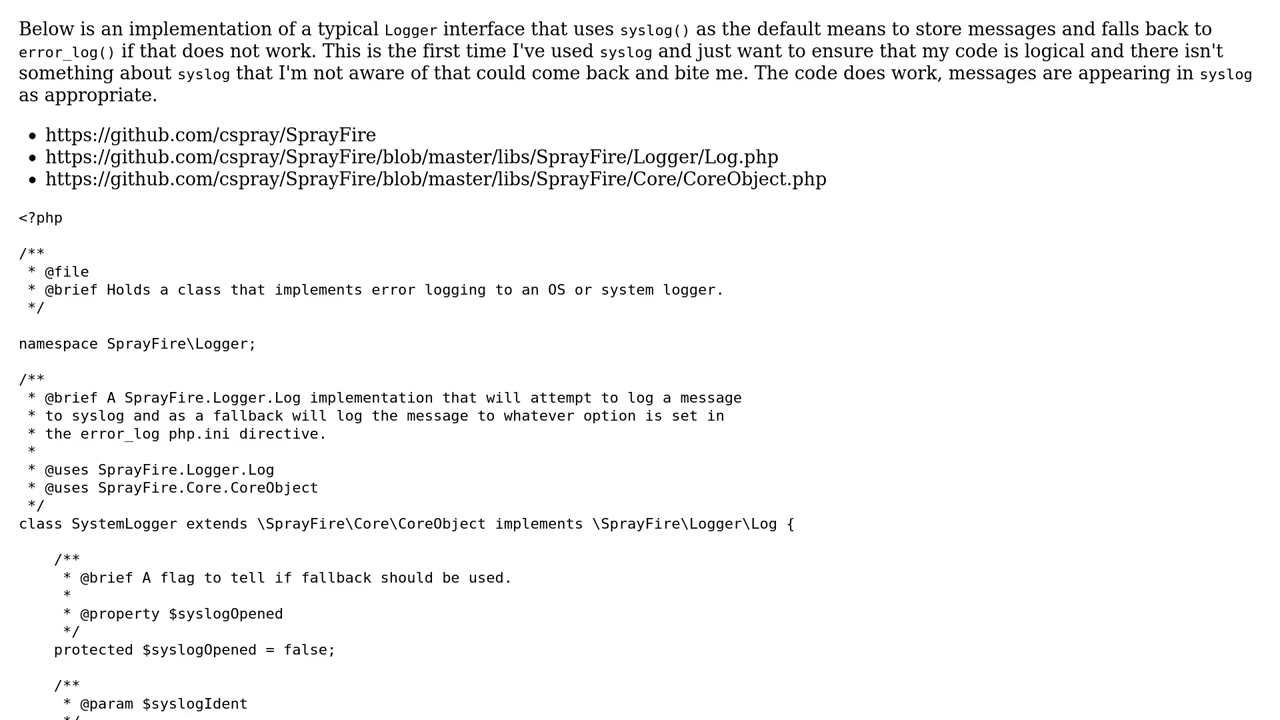 Below is an implementation of a typical Logger interface that uses syslog() as the default means to store messages and falls back to
error_log() if that does not work. This is the first time I've used syslog and just want to ensure that my code is logical and there isn't
something about syslog that I'm not aware of that could come back and bite me. The code does work, messages are appearing in syslog
as appropriate.
• https://github.com/cspray/SprayFire
• https://github.com/cspray/SprayFire/blob/master/libs/SprayFire/Logger/Log.php
• https://github.com/cspray/SprayFire/blob/master/libs/SprayFire/Core/CoreObject.php
<?php
/**
 * @file
 * @brief Holds a class that implements error logging to an OS or system logger.
 */
namespace SprayFire\Logger;
/**
 * @brief A SprayFire.Logger.Log implementation that will attempt to log a message
 * to syslog and as a fallback will log the message to whatever option is set in
 * the error_log php.ini directive.
 *
 * @uses SprayFire.Logger.Log
 * @uses SprayFire.Core.CoreObject
 */
class SystemLogger extends \SprayFire\Core\CoreObject implements \SprayFire\Logger\Log {
    /**
     * @brief A flag to tell if fallback should be used.
     *
     * @property $syslogOpened
     */
    protected $syslogOpened = false;
    /**
     * @param $syslogIdent
     */